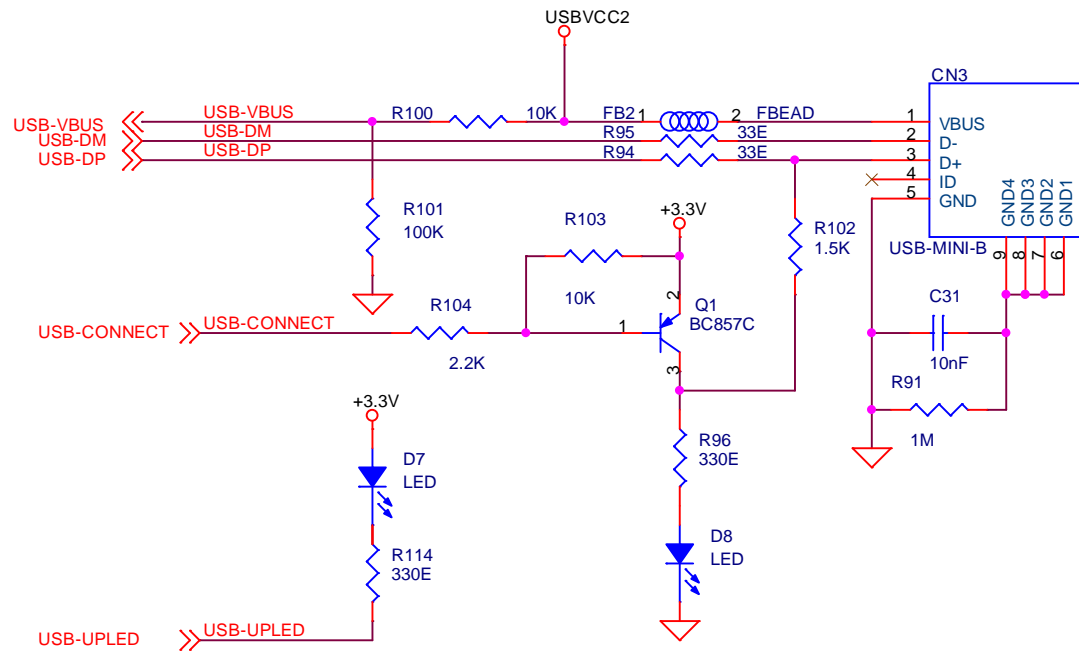 USBVCC2
CN3
USB-VBUS USB-VBUS R100 10K FB2 1 2 FBEAD 1 VBUS
USB-DM USB-DM R95 33E 2 D-
USB-DP USB-DP R94 33E 3 D+
4 ID
5 GND
GND4 GND3 GND2 GND1
9 8 7 6
USB-MINI-B
R101
100K
R103
10K
+3.3V
R102
1.5K
R104
2.2K
USB-CONNECT USB-CONNECT
1 2 3
Q1
BC857C
C31
10nF
R91
1M
+3.3V
D7
LED
R96
330E
D8
LED
R114
330E
USB-UPLED USB-UPLED